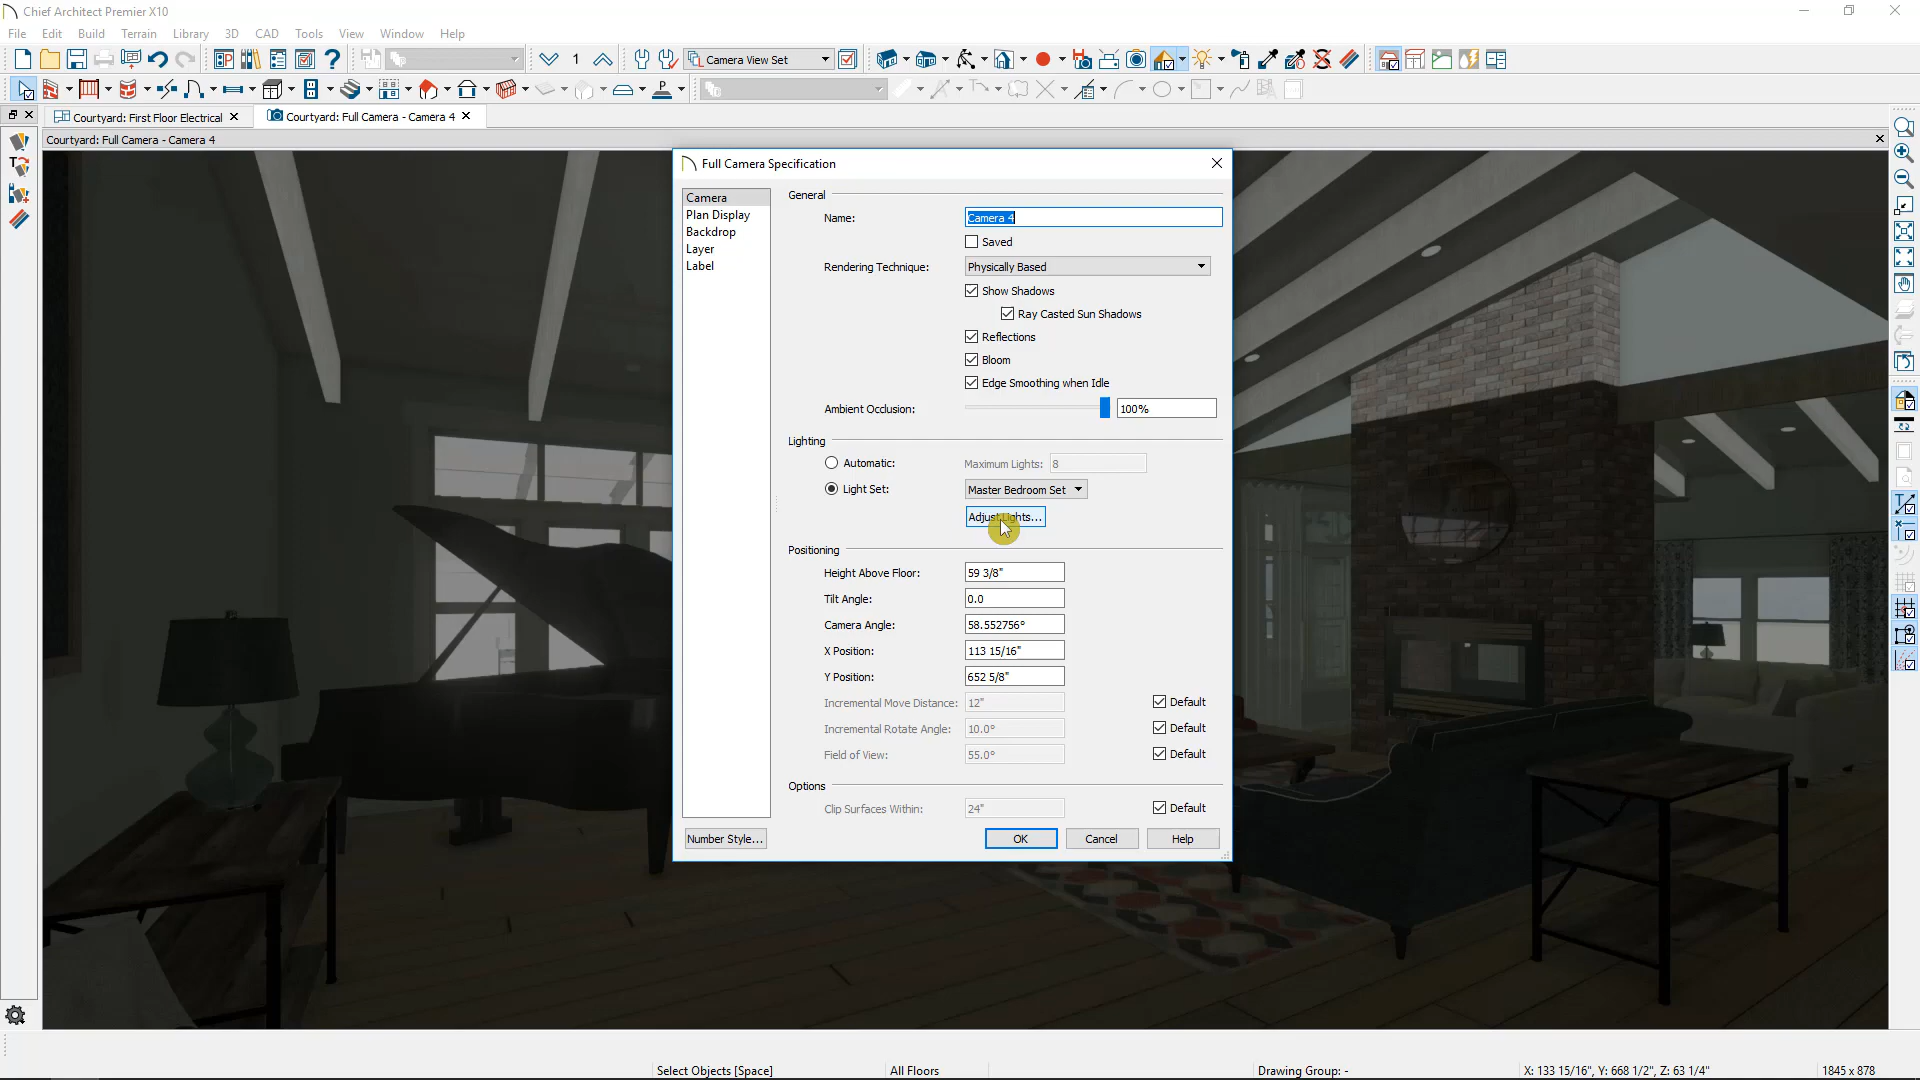 Chief Architect Premier X10
File Edit Build Terrain Library 3D CAD Tools View Window Help
1 Camera View Set
Courtyard: First Floor Electrical Courtyard: Full Camera - Camera 4
Courtyard: Full Camera - Camera 4
Full Camera Specification
Camera
Plan Display
Backdrop
Layer
Label
General
Name: Camera 4
Saved
Rendering Technique: Physically Based
Show Shadows
Ray Casted Sun Shadows
Reflections
Bloom
Edge Smoothing when Idle
Ambient Occlusion: 100%
Lighting
Automatic: Maximum Lights: 8
Light Set: Master Bedroom Set
Adjust Lights...
Positioning
Height Above Floor: 59 3/8"
Tilt Angle: 0.0
Camera Angle: 58.552756°
X Position: 113 15/16"
Y Position: 652 5/8"
Incremental Move Distance: 12" Default
Incremental Rotate Angle: 10.0° Default
Field of View: 55.0° Default
Options
Clip Surfaces Within: 24" Default
Number Style... OK Cancel Help
Select Objects [Space] All Floors Drawing Group: - X: 133 15/16", Y: 668 1/2", Z: 63 1/4" 1845 x 878